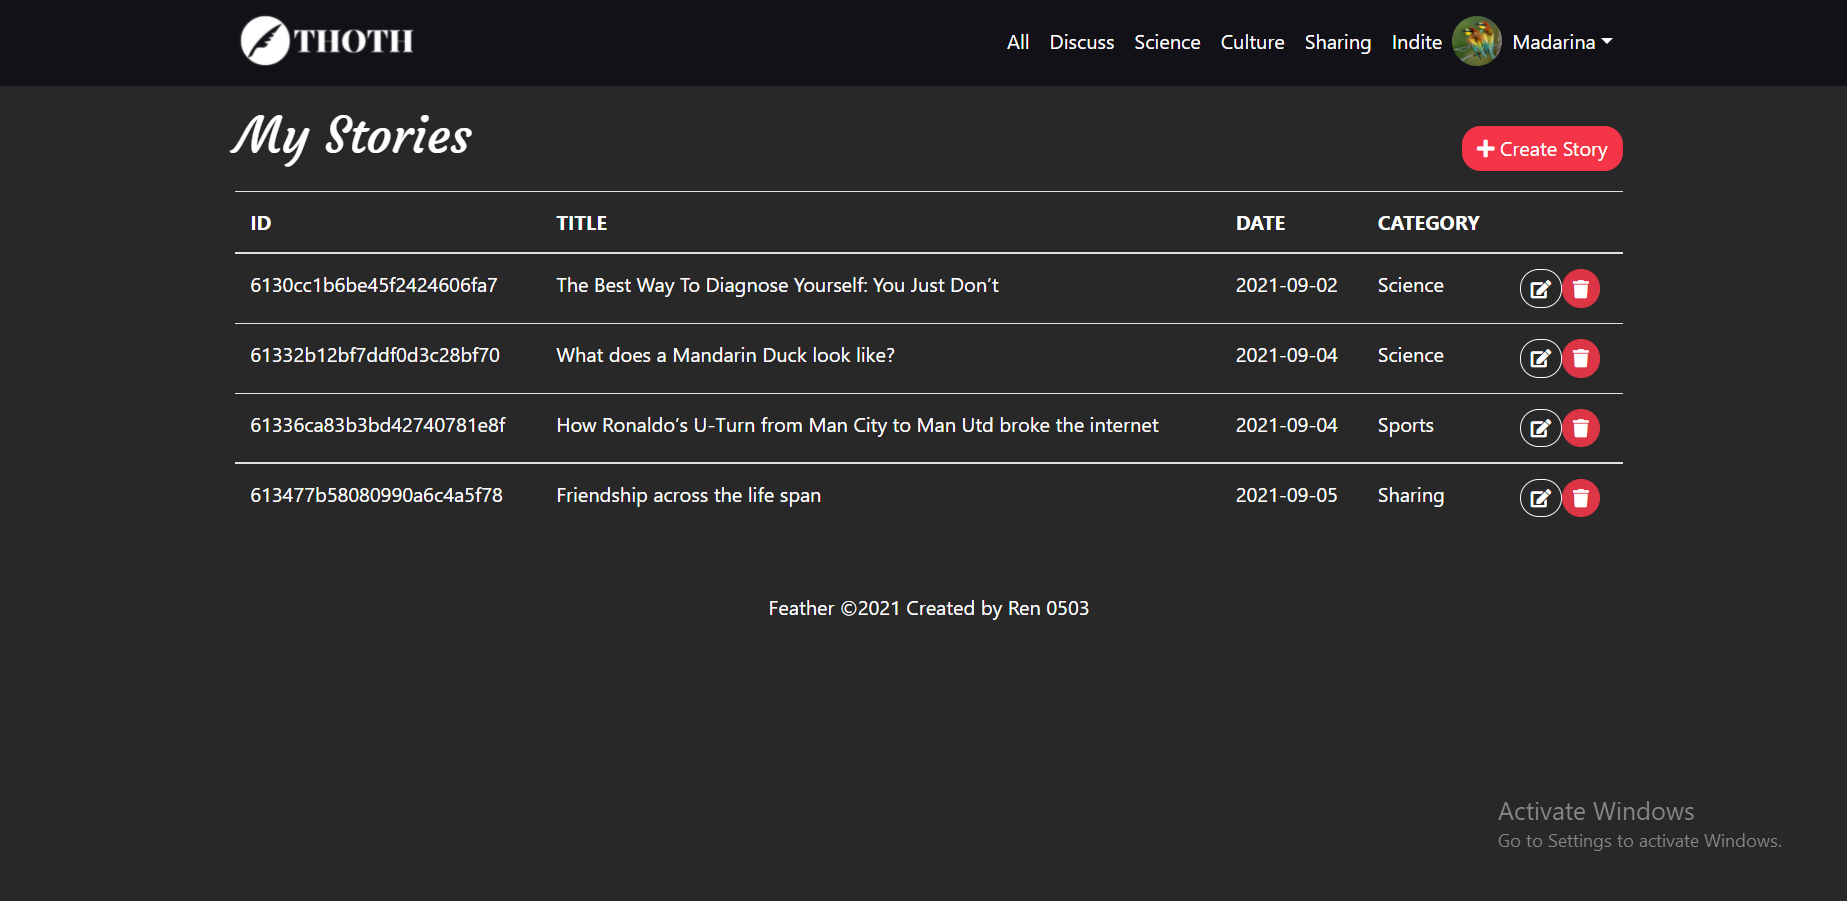 THOTH All Discuss Science Culture Sharing Indite Madarina
My Stories
Create Story
ID TITLE DATE CATEGORY
6130cc1b6be45f2424606fa7 The Best Way To Diagnose Yourself: You Just Don’t 2021-09-02 Science
61332b12bf7ddf0d3c28bf70 What does a Mandarin Duck look like? 2021-09-04 Science
61336ca83b3bd42740781e8f How Ronaldo’s U-Turn from Man City to Man Utd broke the internet 2021-09-04 Sports
613477b58080990a6c4a5f78 Friendship across the life span 2021-09-05 Sharing
Feather ©2021 Created by Ren 0503
Activate Windows
Go to Settings to activate Windows.